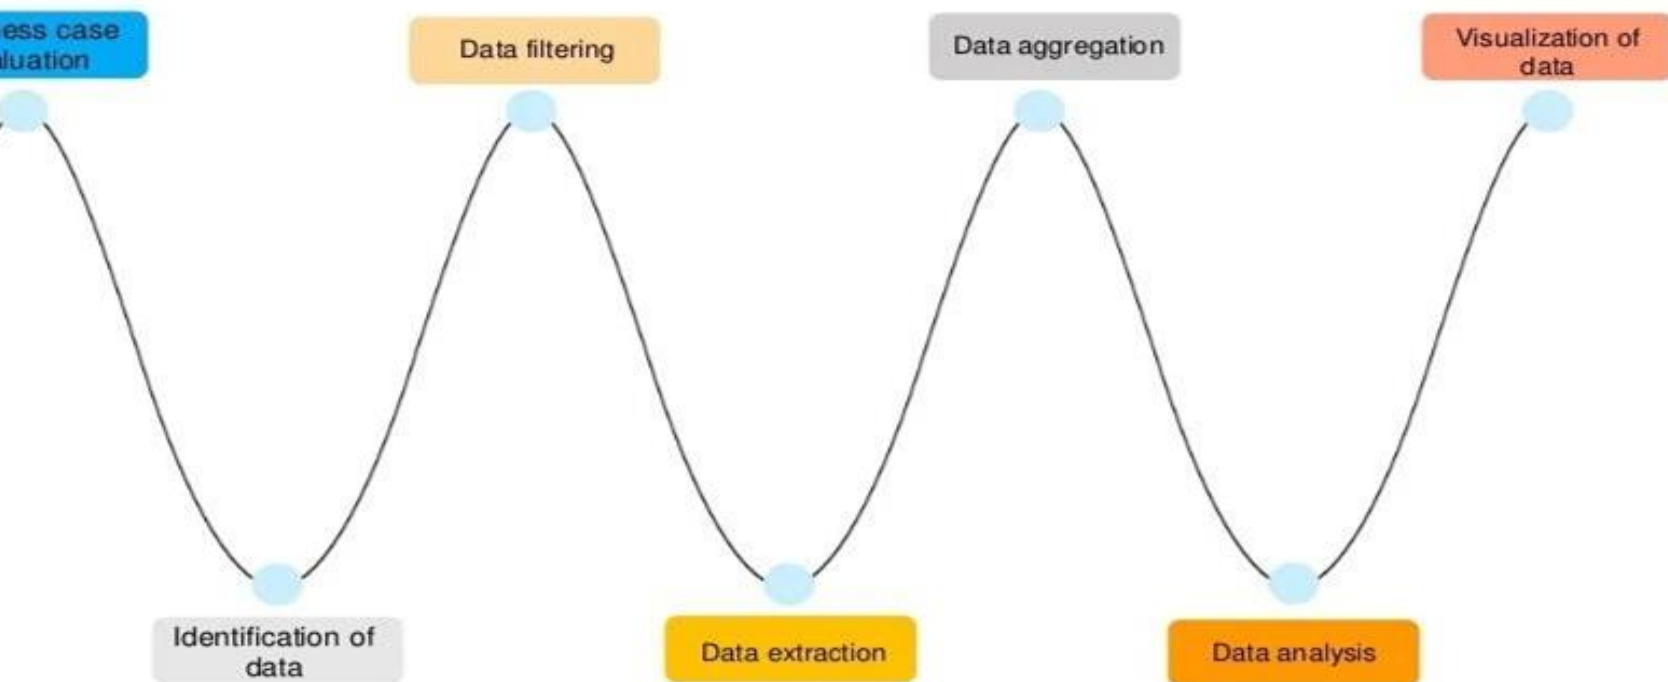 ess case
luation
Data filtering
Data aggregation
Visualization of
data
Identification of
data
Data extraction
Data analysis